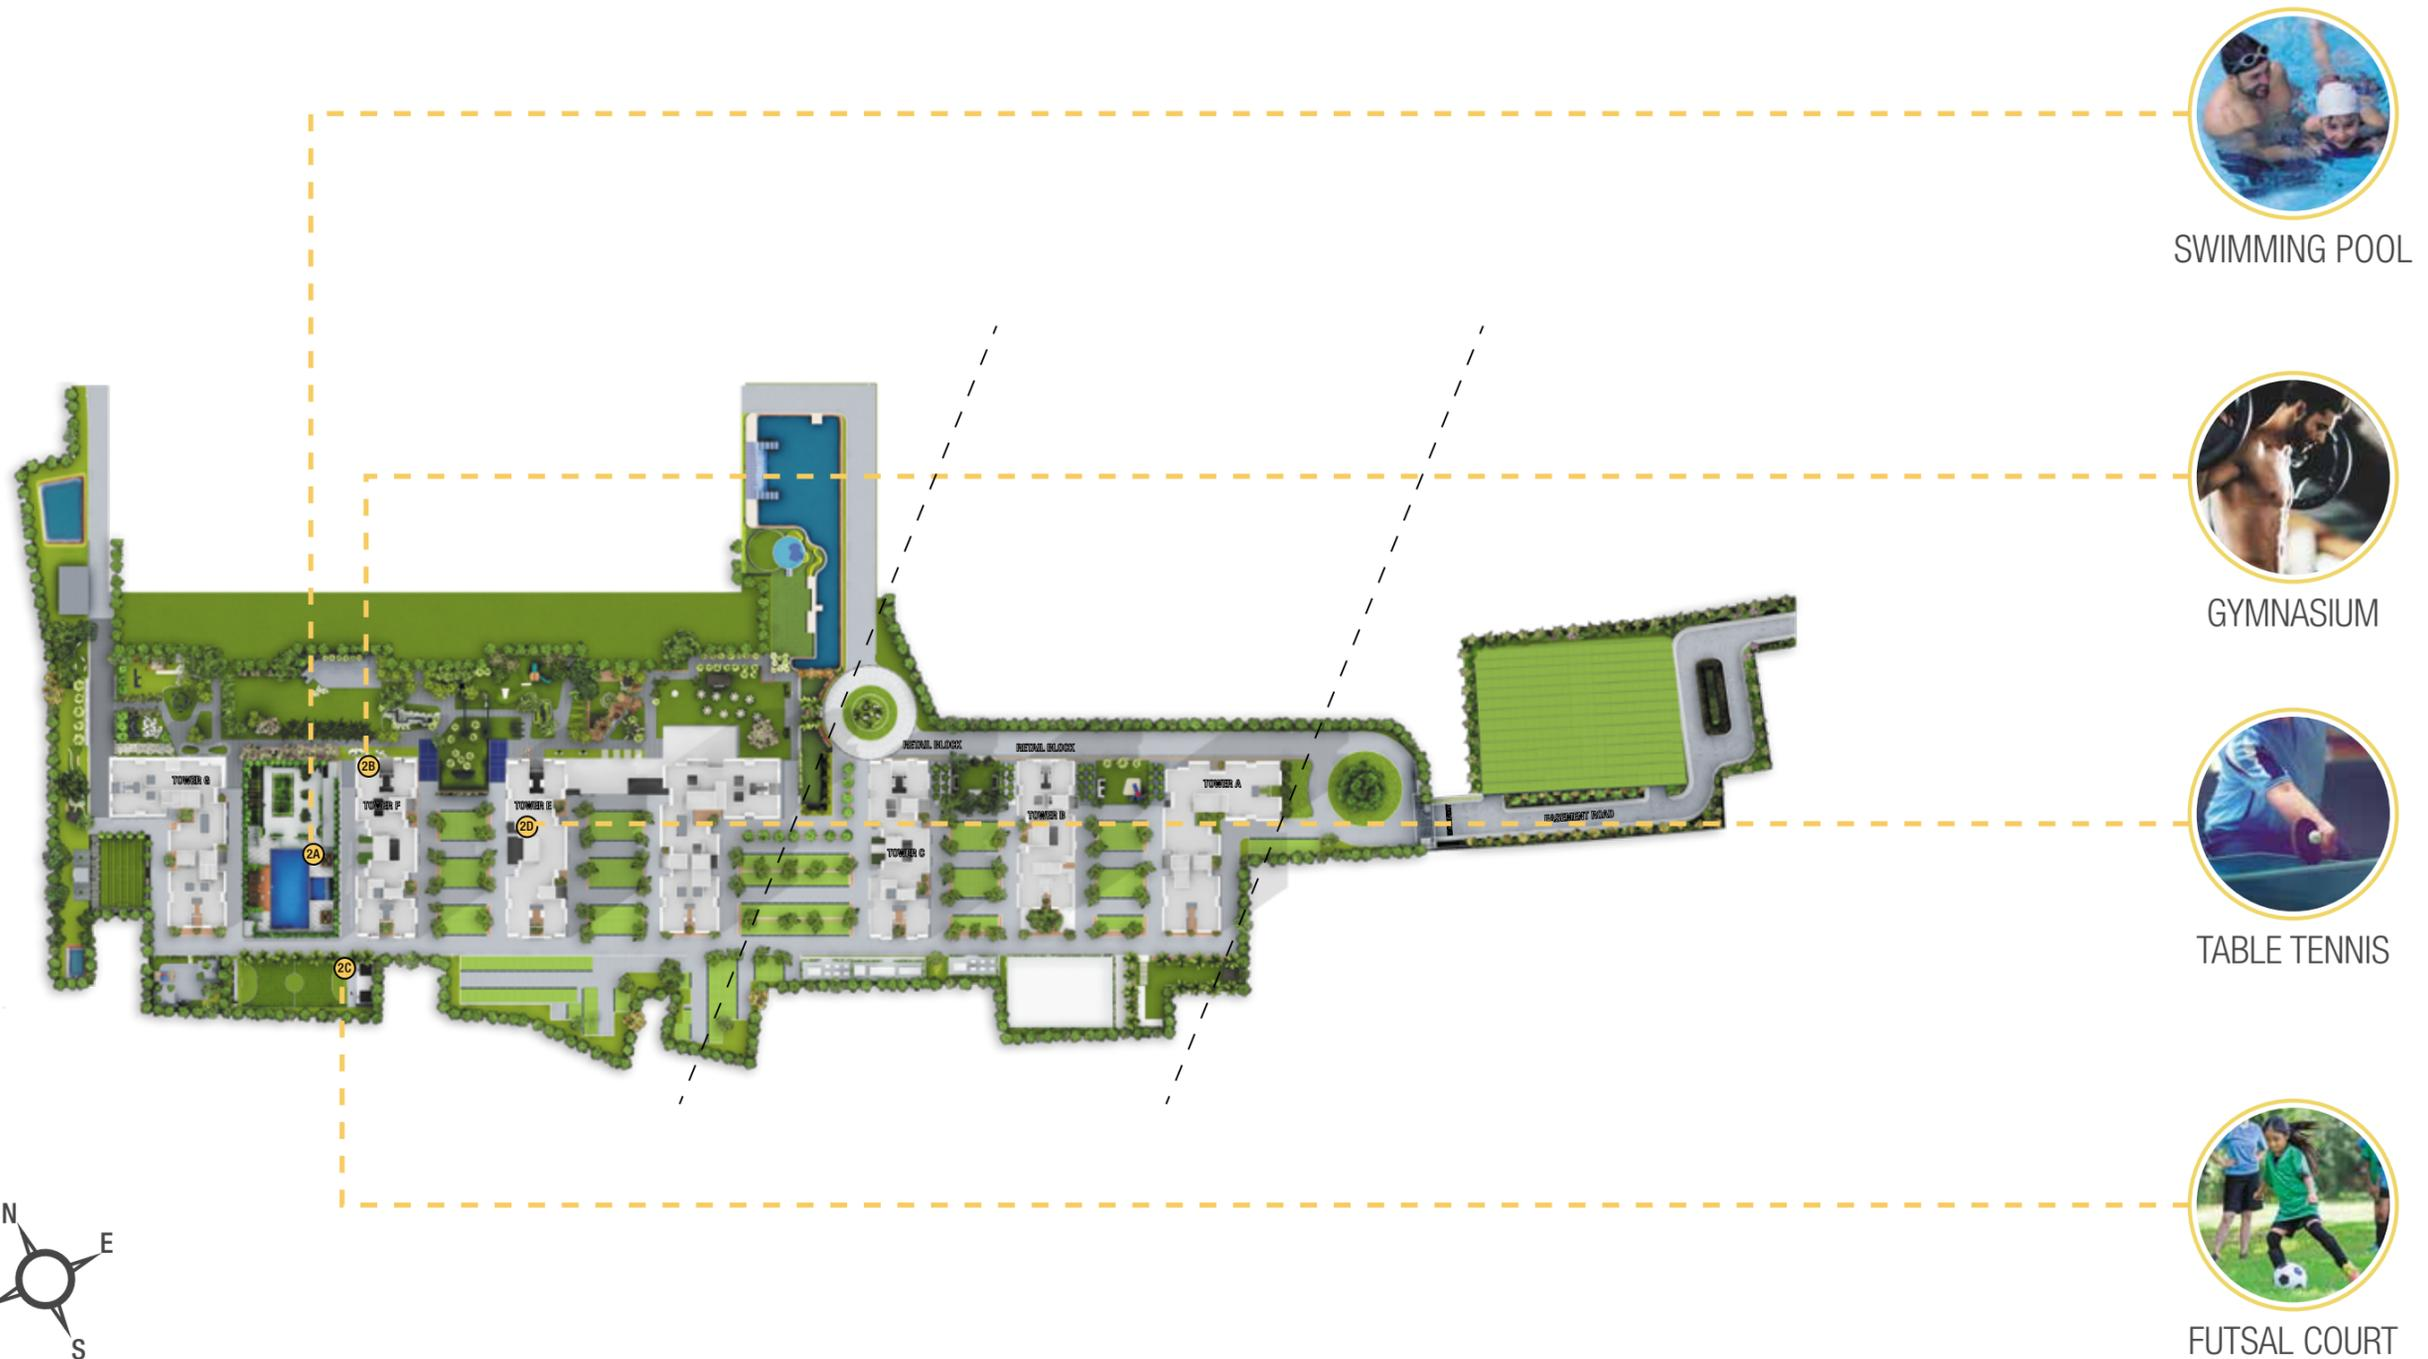 SWIMMING POOL
GYMNASIUM
RETAIL BLOCK
RETAIL BLOCK
2B
TOWER G
TOWER F
TOWER E
TOWER A
2D
TOWER B
EASEMENT ROAD
2A
TOWER C
TABLE TENNIS
2C
N
E
S
FUTSAL COURT